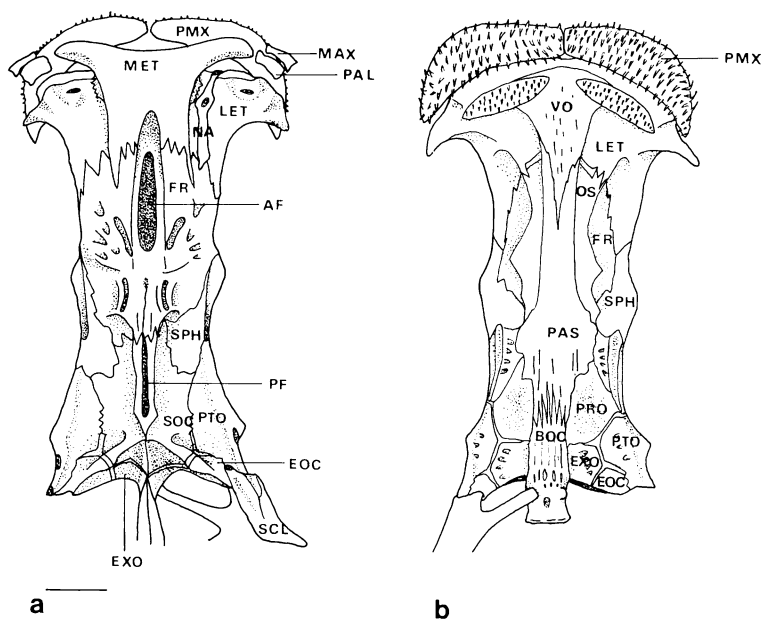 PMX
MAX
MET
PAL
LET
NA
FR
AF
SPH
PF
SOC
PTO
EOC
SCL
EXO
a
PMX
VO
LET
OS
FR
SPH
PAS
PRO
BOC
PTO
EXO
EOC
b